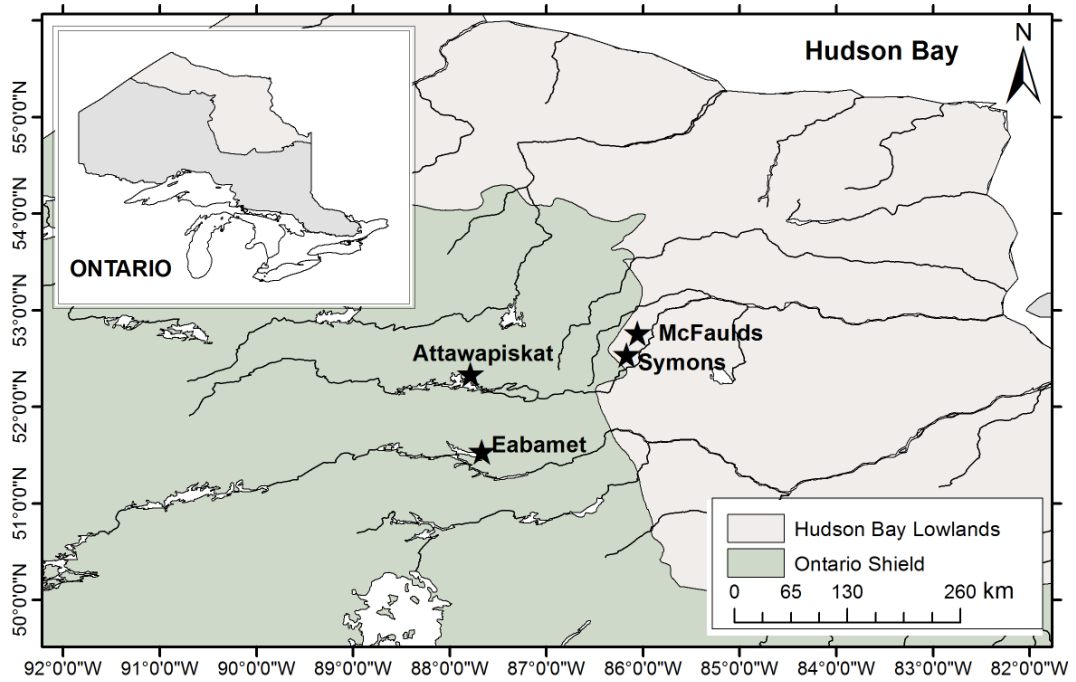 Hudson Bay
N
ONTARIO
McFaulds
Symons
Attawapiskat
Eabamet
Hudson Bay Lowlands
Ontario Shield
0 65 130 260 km
55°0'0"N
54°0'0"N
53°0'0"N
52°0'0"N
51°0'0"N
50°0'0"N
92°0'0"W 91°0'0"W 90°0'0"W 89°0'0"W 88°0'0"W 87°0'0"W 86°0'0"W 85°0'0"W 84°0'0"W 83°0'0"W 82°0'0"W